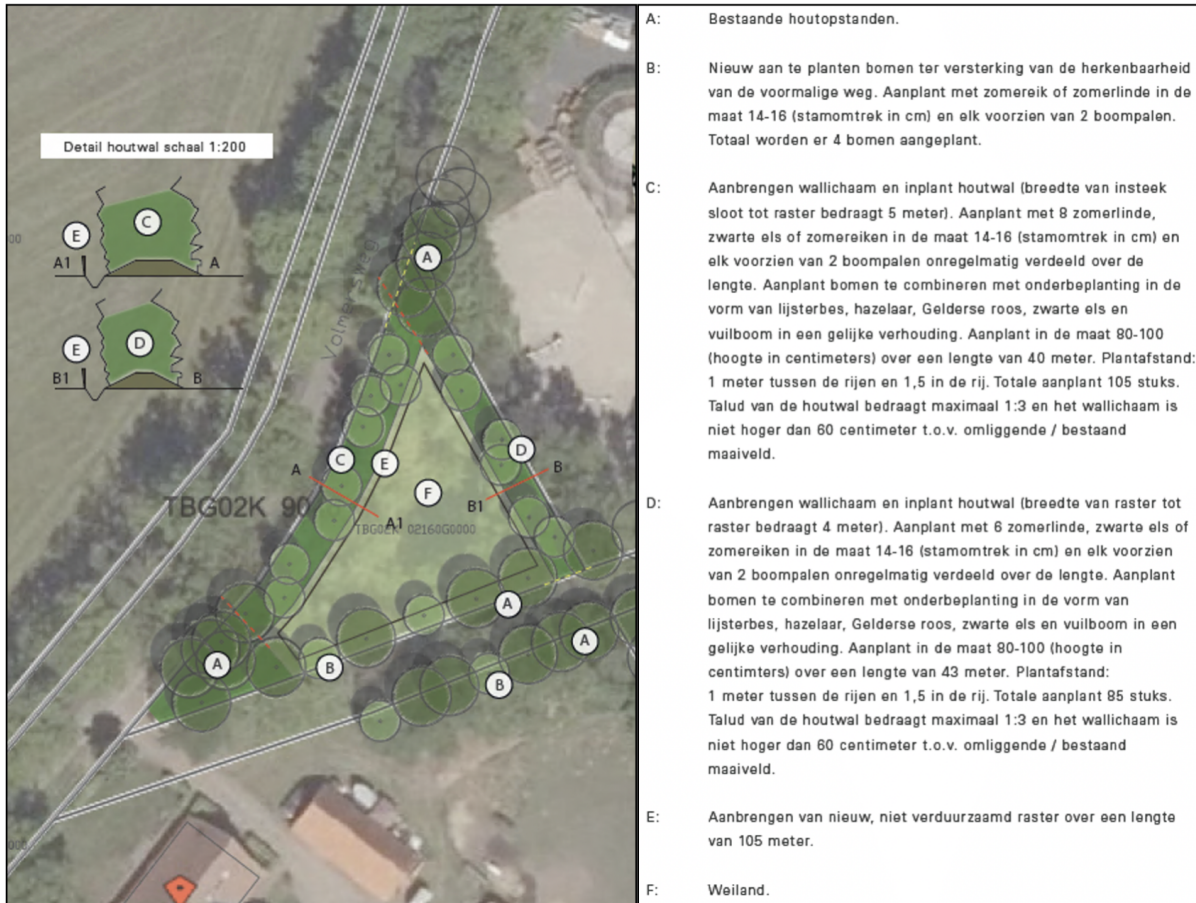 Detail houtwal schaal 1:200
C
E
A1
A
D
E
B1
B
00
Volmersweg
A
A
C
E
D
B
F
B1
A1
TBG02K 90
TBG02K 02160G0000
A
A
A
B
B
A: Bestaande houtopstanden.
B: Nieuw aan te planten bomen ter versterking van de herkenbaarheid
van de voormalige weg. Aanplant met zomereik of zomerlinde in de
maat 14-16 (stamomtrek in cm) en elk voorzien van 2 boompalen.
Totaal worden er 4 bomen aangeplant.
C: Aanbrengen wallichaam en inplant houtwal (breedte van insteek
sloot tot raster bedraagt 5 meter). Aanplant met 8 zomerlinde,
zwarte els of zomereiken in de maat 14-16 (stamomtrek in cm) en
elk voorzien van 2 boompalen onregelmatig verdeeld over de
lengte. Aanplant bomen te combineren met onderbeplanting in de
vorm van lijsterbes, hazelaar, Gelderse roos, zwarte els en
vuilboom in een gelijke verhouding. Aanplant in de maat 80-100
(hoogte in centimeters) over een lengte van 40 meter. Plantafstand:
1 meter tussen de rijen en 1,5 in de rij. Totale aanplant 105 stuks.
Talud van de houtwal bedraagt maximaal 1:3 en het wallichaam is
niet hoger dan 60 centimeter t.o.v. omliggende / bestaand
maaiveld.
D: Aanbrengen wallichaam en inplant houtwal (breedte van raster tot
raster bedraagt 4 meter). Aanplant met 6 zomerlinde, zwarte els of
zomereiken in de maat 14-16 (stamomtrek in cm) en elk voorzien
van 2 boompalen onregelmatig verdeeld over de lengte. Aanplant
bomen te combineren met onderbeplanting in de vorm van
lijsterbes, hazelaar, Gelderse roos, zwarte els en vuilboom in een
gelijke verhouding. Aanplant in de maat 80-100 (hoogte in
centimters) over een lengte van 43 meter. Plantafstand:
1 meter tussen de rijen en 1,5 in de rij. Totale aanplant 85 stuks.
Talud van de houtwal bedraagt maximaal 1:3 en het wallichaam is
niet hoger dan 60 centimeter t.o.v. omliggende / bestaand
maaiveld.
E: Aanbrengen van nieuw, niet verduurzaamd raster over een lengte
van 105 meter.
F: Weiland.